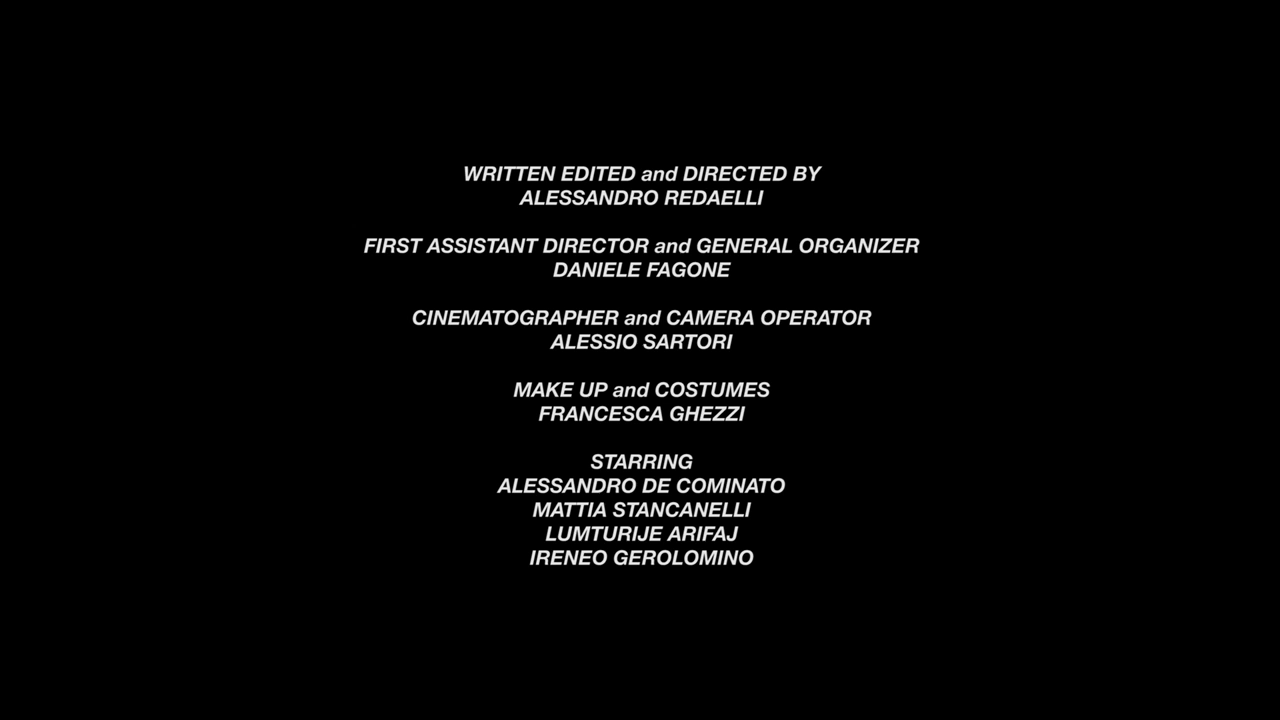 WRITTEN EDITED and DIRECTED BY
ALESSANDRO REDAELLI
FIRST ASSISTANT DIRECTOR and GENERAL ORGANIZER
DANIELE FAGONE
CINEMATOGRAPHER and CAMERA OPERATOR
ALESSIO SARTORI
MAKE UP and COSTUMES
FRANCESCA GHEZZI
STARRING
ALESSANDRO DE COMINATO
MATTIA STANCANELLI
LUMTURIJE ARIFAJ
IRENEO GEROLOMINO